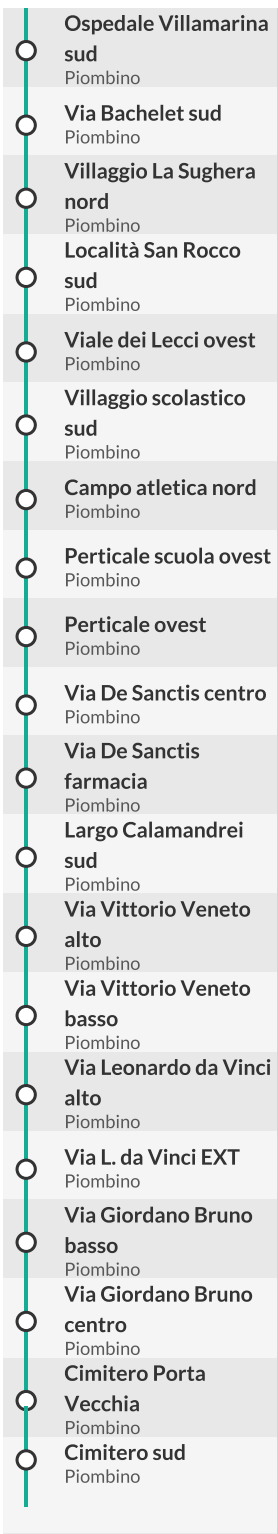 Ospedale Villamarina
sud
Piombino
Via Bachelet sud
Piombino
Villaggio La Sughera
nord
Piombino
Località San Rocco
sud
Piombino
Viale dei Lecci ovest
Piombino
Villaggio scolastico
sud
Piombino
Campo atletica nord
Piombino
Perticale scuola ovest
Piombino
Perticale ovest
Piombino
Via De Sanctis centro
Piombino
Via De Sanctis
farmacia
Piombino
Largo Calamandrei
sud
Piombino
Via Vittorio Veneto
alto
Piombino
Via Vittorio Veneto
basso
Piombino
Via Leonardo da Vinci
alto
Piombino
Via L. da Vinci EXT
Piombino
Via Giordano Bruno
basso
Piombino
Via Giordano Bruno
centro
Piombino
Cimitero Porta
Vecchia
Piombino
Cimitero sud
Piombino